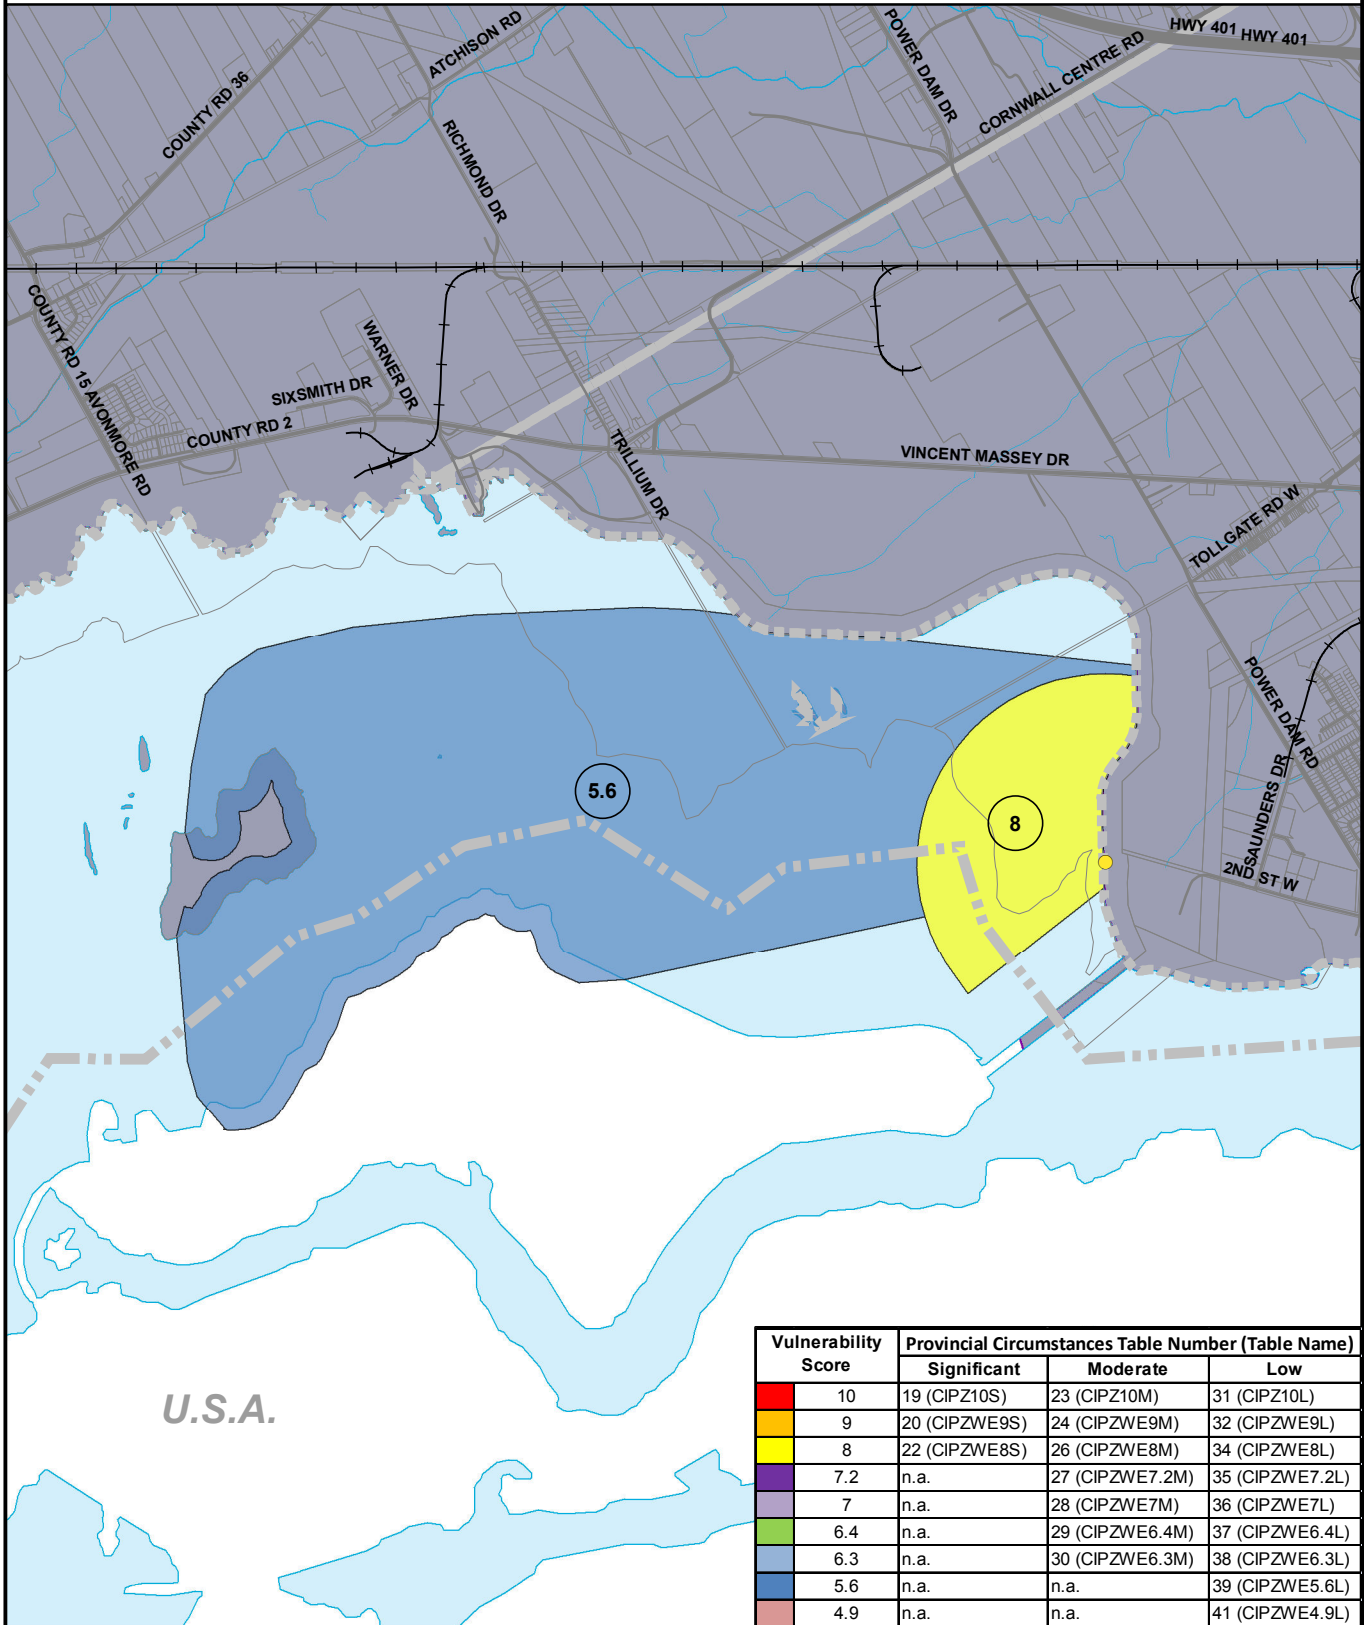 HWY 401 HWY 401
ATCHISON RD
POWER DAM DR
CORNWALL CENTRE RD
COUNTY RD 36
RICHMOND DR
COUNTY RD 15 AVONMORE RD
WARNER DR
SIXSMITH DR
COUNTY RD 2
TRILLIUM DR
VINCENT MASSEY DR
TOLLGATE RD W
POWER DAM RD
5.6
8
SAUNDERS DR
2ND ST W
U.S.A.
Vulnerability Score Provincial Circumstances Table Number (Table Name)
Significant Moderate Low
10 19 (CIPZ10S) 23 (CIPZ10M) 31 (CIPZ10L)
9 20 (CIPZWE9S) 24 (CIPZWE9M) 32 (CIPZWE9L)
8 22 (CIPZWE8S) 26 (CIPZWE8M) 34 (CIPZWE8L)
7.2 n.a. 27 (CIPZWE7.2M) 35 (CIPZWE7.2L)
7 n.a. 28 (CIPZWE7M) 36 (CIPZWE7L)
6.4 n.a. 29 (CIPZWE6.4M) 37 (CIPZWE6.4L)
6.3 n.a. 30 (CIPZWE6.3M) 38 (CIPZWE6.3L)
5.6 n.a. n.a. 39 (CIPZWE5.6L)
4.9 n.a. n.a. 41 (CIPZWE4.9L)